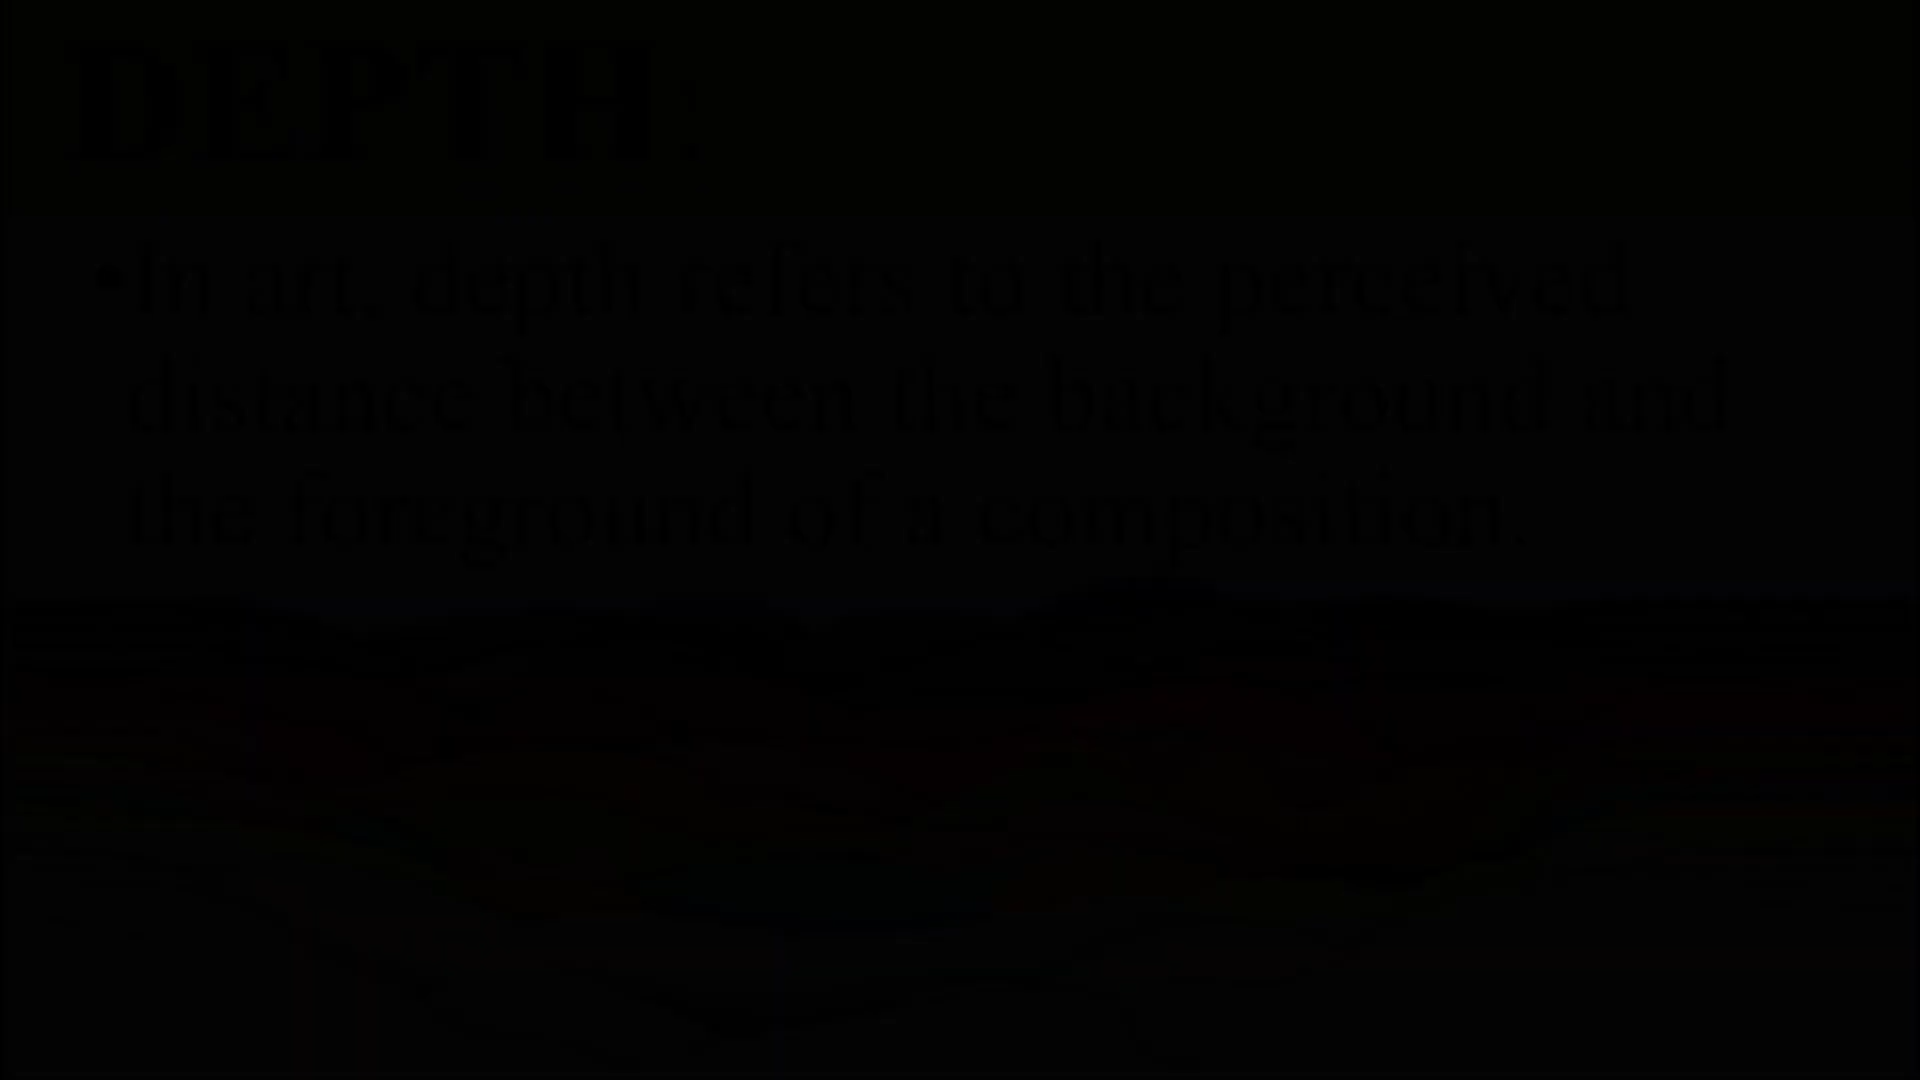 DEPTH:
•In art, depth refers to the perceived
distance between the background and
the foreground of a composition.